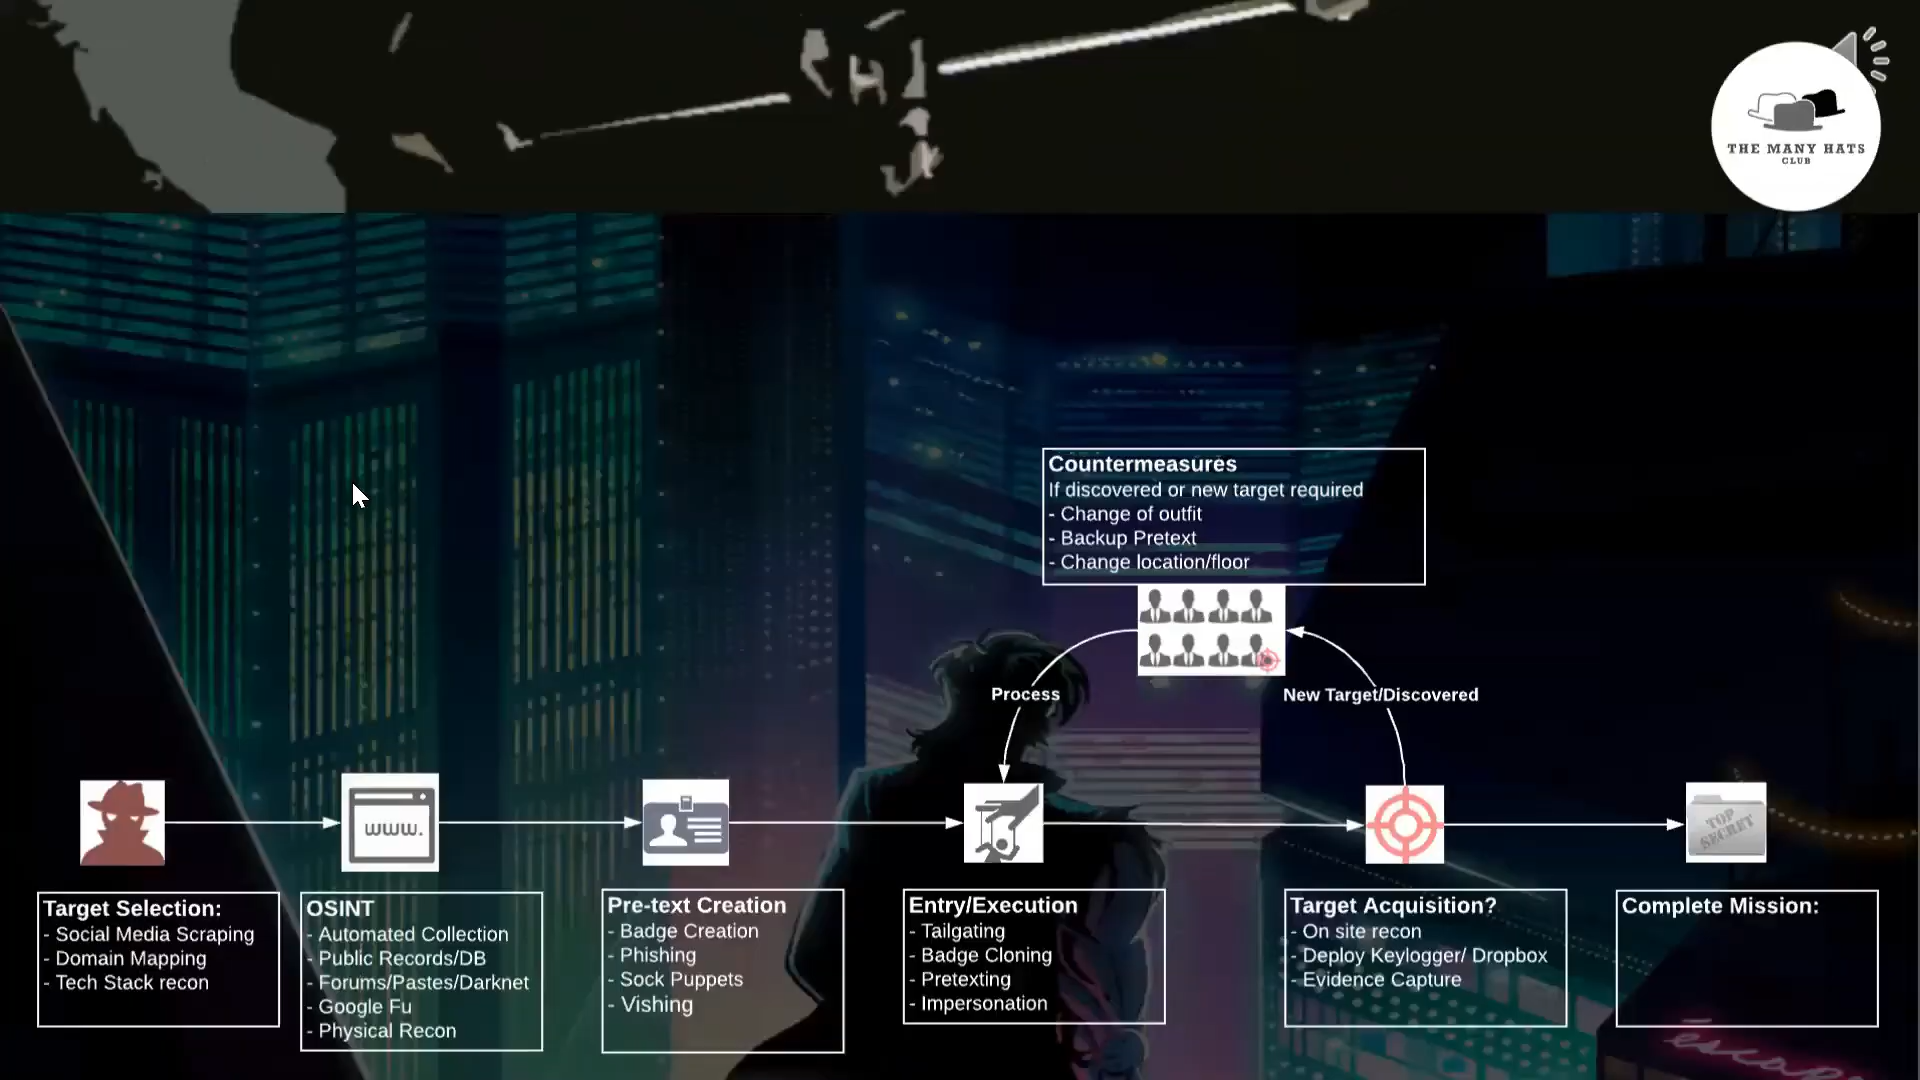 THE MANY HATS
CLUB
Countermeasures
If discovered or new target required
- Change of outfit
- Backup Pretext
- Change location/floor
Process
New Target/Discovered
www.
TOP
SECRET
Target Selection:
- Social Media Scraping
- Domain Mapping
- Tech Stack recon
OSINT
- Automated Collection
- Public Records/DB
- Forums/Pastes/Darknet
- Google Fu
- Physical Recon
Pre-text Creation
- Badge Creation
- Phishing
- Sock Puppets
- Vishing
Entry/Execution
- Tailgating
- Badge Cloning
- Pretexting
- Impersonation
Target Acquisition?
- On site recon
- Deploy Keylogger/ Dropbox
- Evidence Capture
Complete Mission:
escap